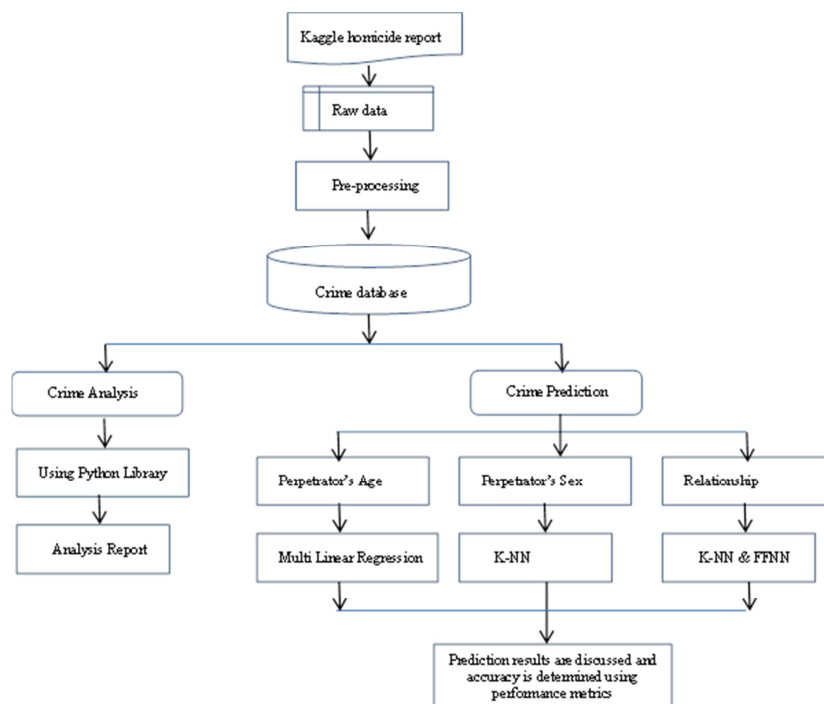 Kaggle homicide report
Raw data
Pre-processing
Crime database
Crime Analysis
Crime Prediction
Using Python Library
Perpetrator's Age
Perpetrator's Sex
Relationship
Analysis Report
Multi Linear Regression
K-NN
K-NN & FFNN
Prediction results are discussed and
accuracy is determined using
performance metrics